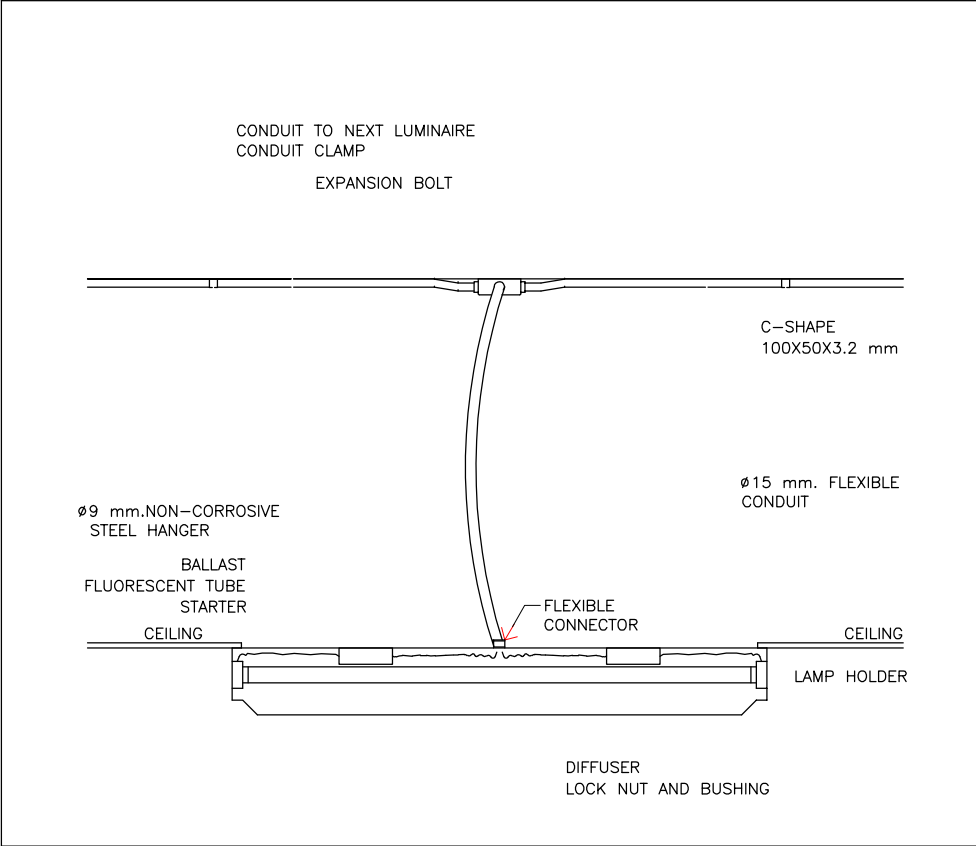 CONDUIT TO NEXT LUMINAIRE
CONDUIT CLAMP
EXPANSION BOLT
C-SHAPE
100X50X3.2 mm
ø15 mm. FLEXIBLE
CONDUIT
ø9 mm.NON-CORROSIVE
STEEL HANGER
BALLAST
FLUORESCENT TUBE
STARTER
FLEXIBLE
CONNECTOR
CEILING
CEILING
LAMP HOLDER
DIFFUSER
LOCK NUT AND BUSHING